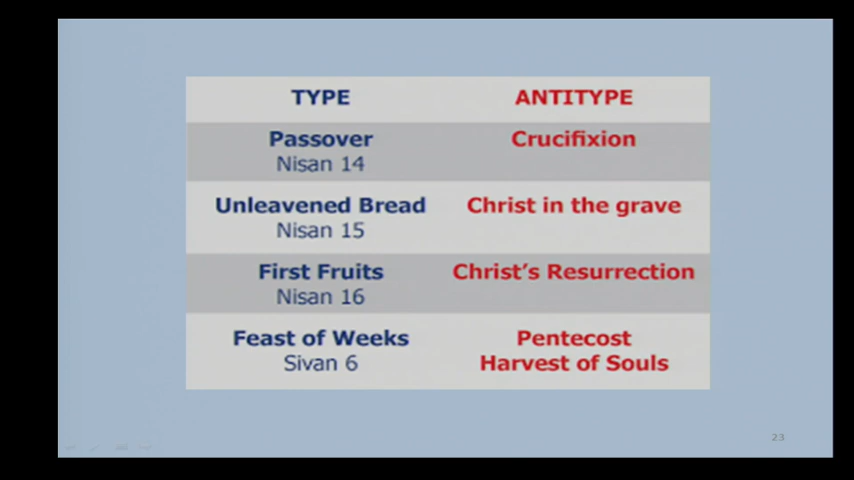 TYPE ANTITYPE
Passover Crucifixion
Nisan 14
Unleavened Bread Christ in the grave
Nisan 15
First Fruits Christ's Resurrection
Nisan 16
Feast of Weeks Pentecost
Sivan 6 Harvest of Souls
23